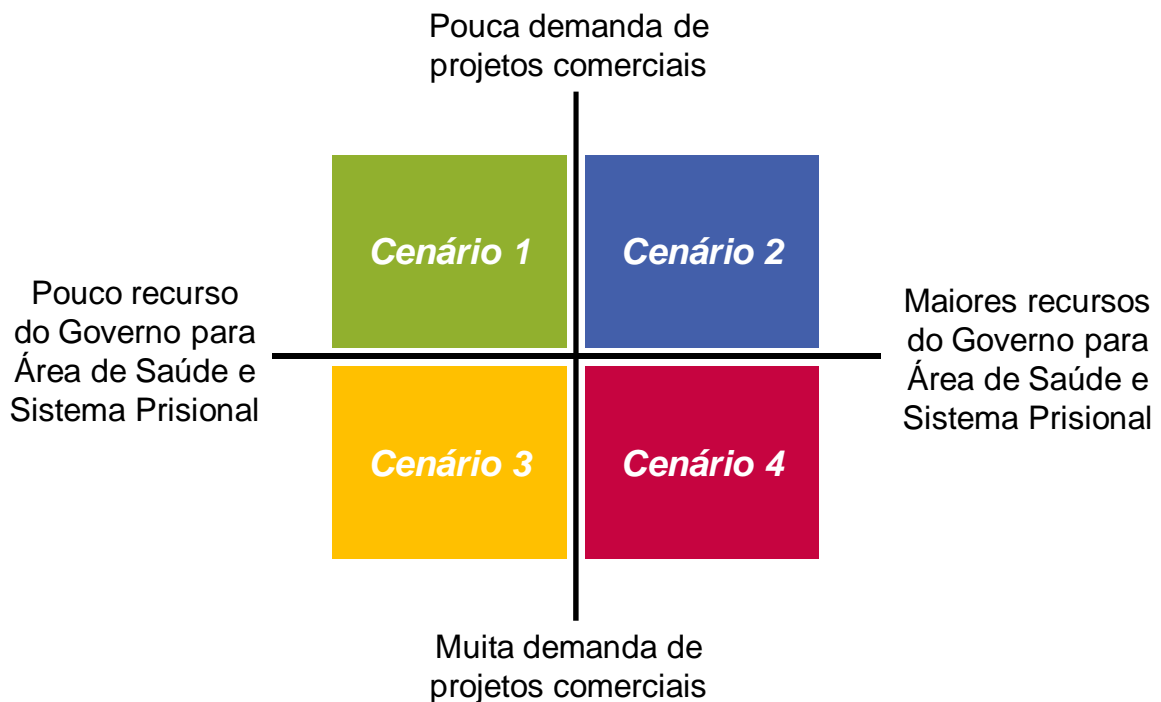 Pouca demanda de
projetos comerciais
Cenário 1
Cenário 2
Pouco recurso
do Governo para
Área de Saúde e
Sistema Prisional
Maiores recursos
do Governo para
Área de Saúde e
Sistema Prisional
Cenário 3
Cenário 4
Muita demanda de
projetos comerciais